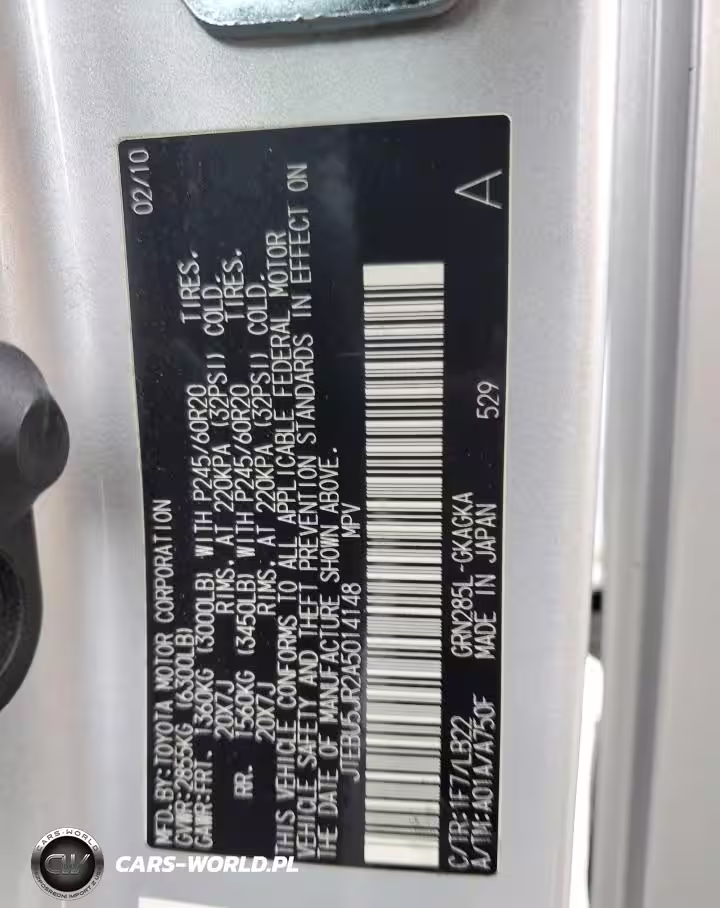 MFD.BY:TOYOTA MOTOR CORPORATION 02/10
GVWR:2855KG (6300LB)
GAWR:FRT. 1360KG (3000LB) WITH P245/60R20 TIRES.
20X7J RIMS. AT 220KPA (32PSI) COLD.
RR. 1560KG (3450LB) WITH P245/60R20 TIRES.
20X7J RIMS. AT 220KPA (32PSI) COLD.
THIS VEHICLE CONFORMS TO ALL APPLICABLE FEDERAL MOTOR
VEHICLE SAFETY AND THEFT PREVENTION STANDARDS IN EFFECT ON
THE DATE OF MANUFACTURE SHOWN ABOVE.
JTEBU5JR2A5014148 MPV
C/TR:1F7/LB22 GRN285L-GKAGKA 529 A
A/TM:A01A/A750F MADE IN JAPAN
CARS-WORLD
CW
CARS-WORLD.PL